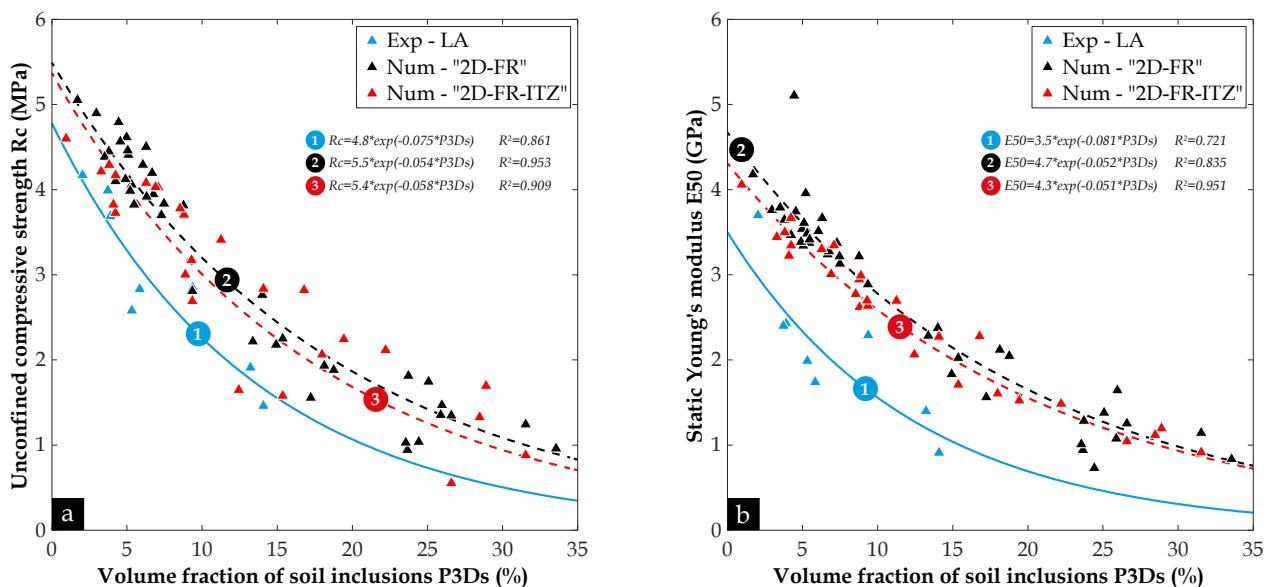 Unconfined compressive strength Rc (MPa)
6
5
4
3
2
1
0
Exp - LA
Num - "2D-FR"
Num - "2D-FR-ITZ"
1 Rc=4.8*exp(-0.075*P3Ds) R²=0.861
2 Rc=5.5*exp(-0.054*P3Ds) R²=0.953
3 Rc=5.4*exp(-0.058*P3Ds) R²=0.909
2
1
3
a
0 5 10 15 20 25 30 35
Volume fraction of soil inclusions P3Ds (%)
Static Young's modulus E50 (GPa)
6
5
4
3
2
1
0
Exp - LA
Num - "2D-FR"
Num - "2D-FR-ITZ"
1 E50=3.5*exp(-0.081*P3Ds) R²=0.721
2 E50=4.7*exp(-0.052*P3Ds) R²=0.835
3 E50=4.3*exp(-0.051*P3Ds) R²=0.951
2
3
1
b
0 5 10 15 20 25 30 35
Volume fraction of soil inclusions P3Ds (%)